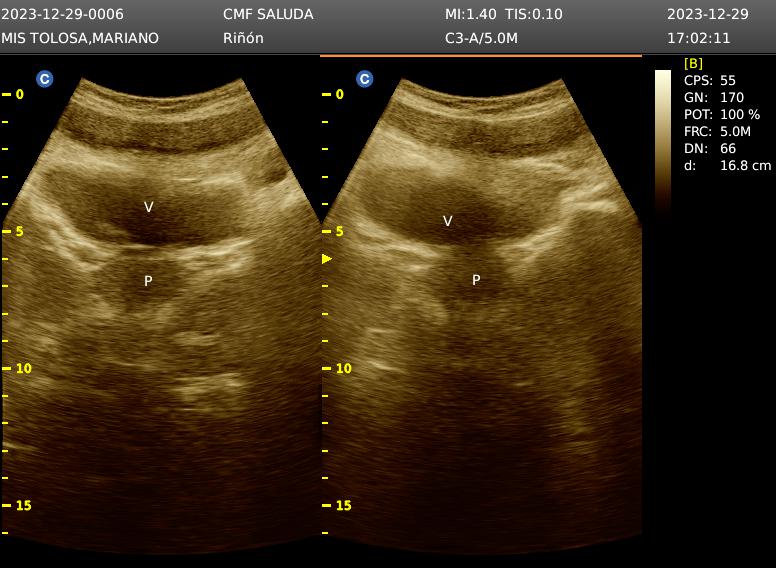 2023-12-29-0006 CMF SALUDA MI:1.40 TIS:0.10 2023-12-29
MIS TOLOSA,MARIANO Riñón C3-A/5.0M 17:02:11
[B]
CPS: 55
GN: 170
POT: 100 %
FRC: 5.0M
DN: 66
d: 16.8 cm
C C
0 0
V V
5 5
P P
10 10
15 15